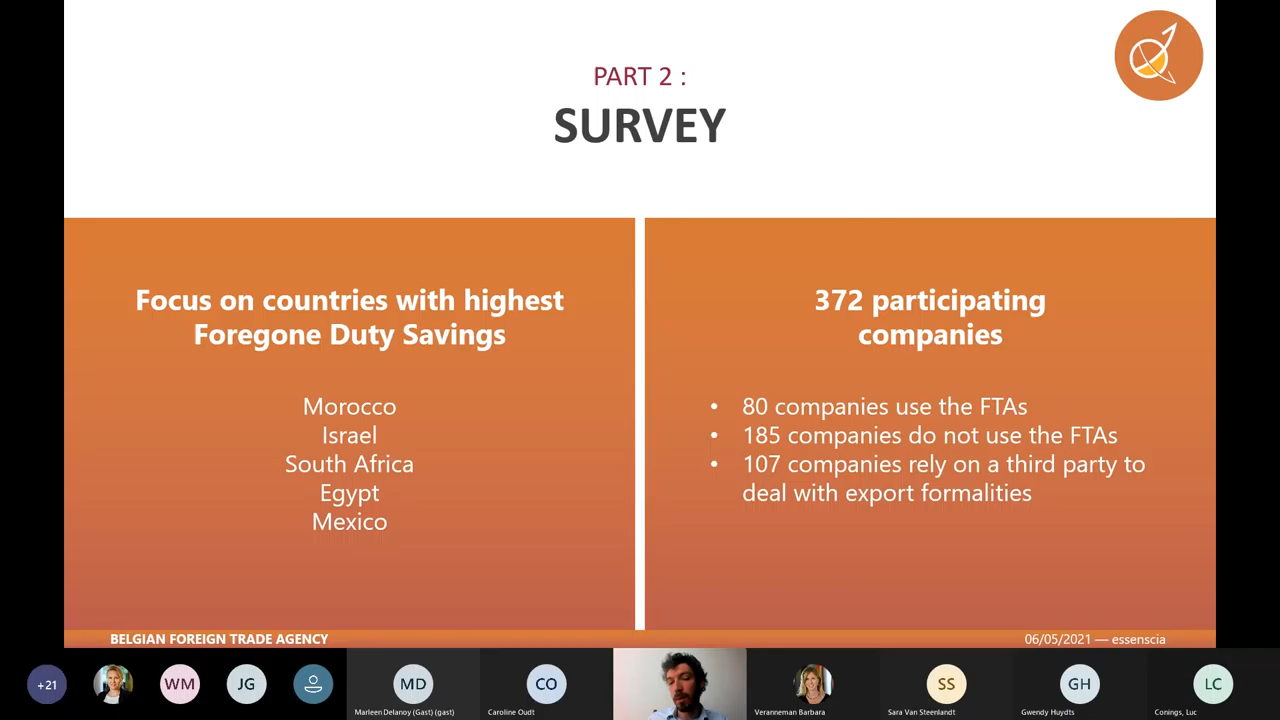 PART 2 :
SURVEY
Focus on countries with highest
Foregone Duty Savings
Morocco
Israel
South Africa
Egypt
Mexico
372 participating
companies
• 80 companies use the FTAs
• 185 companies do not use the FTAs
• 107 companies rely on a third party to
deal with export formalities
BELGIAN FOREIGN TRADE AGENCY
06/05/2021 — essenscia
+21
WM
JG
MD
Marleen Delanoy (Gast) (gast)
CO
Caroline Oudt
Veranneman Barbara
SS
Sara Van Steenlandt
GH
Gwendy Huydts
LC
Conings, Luc